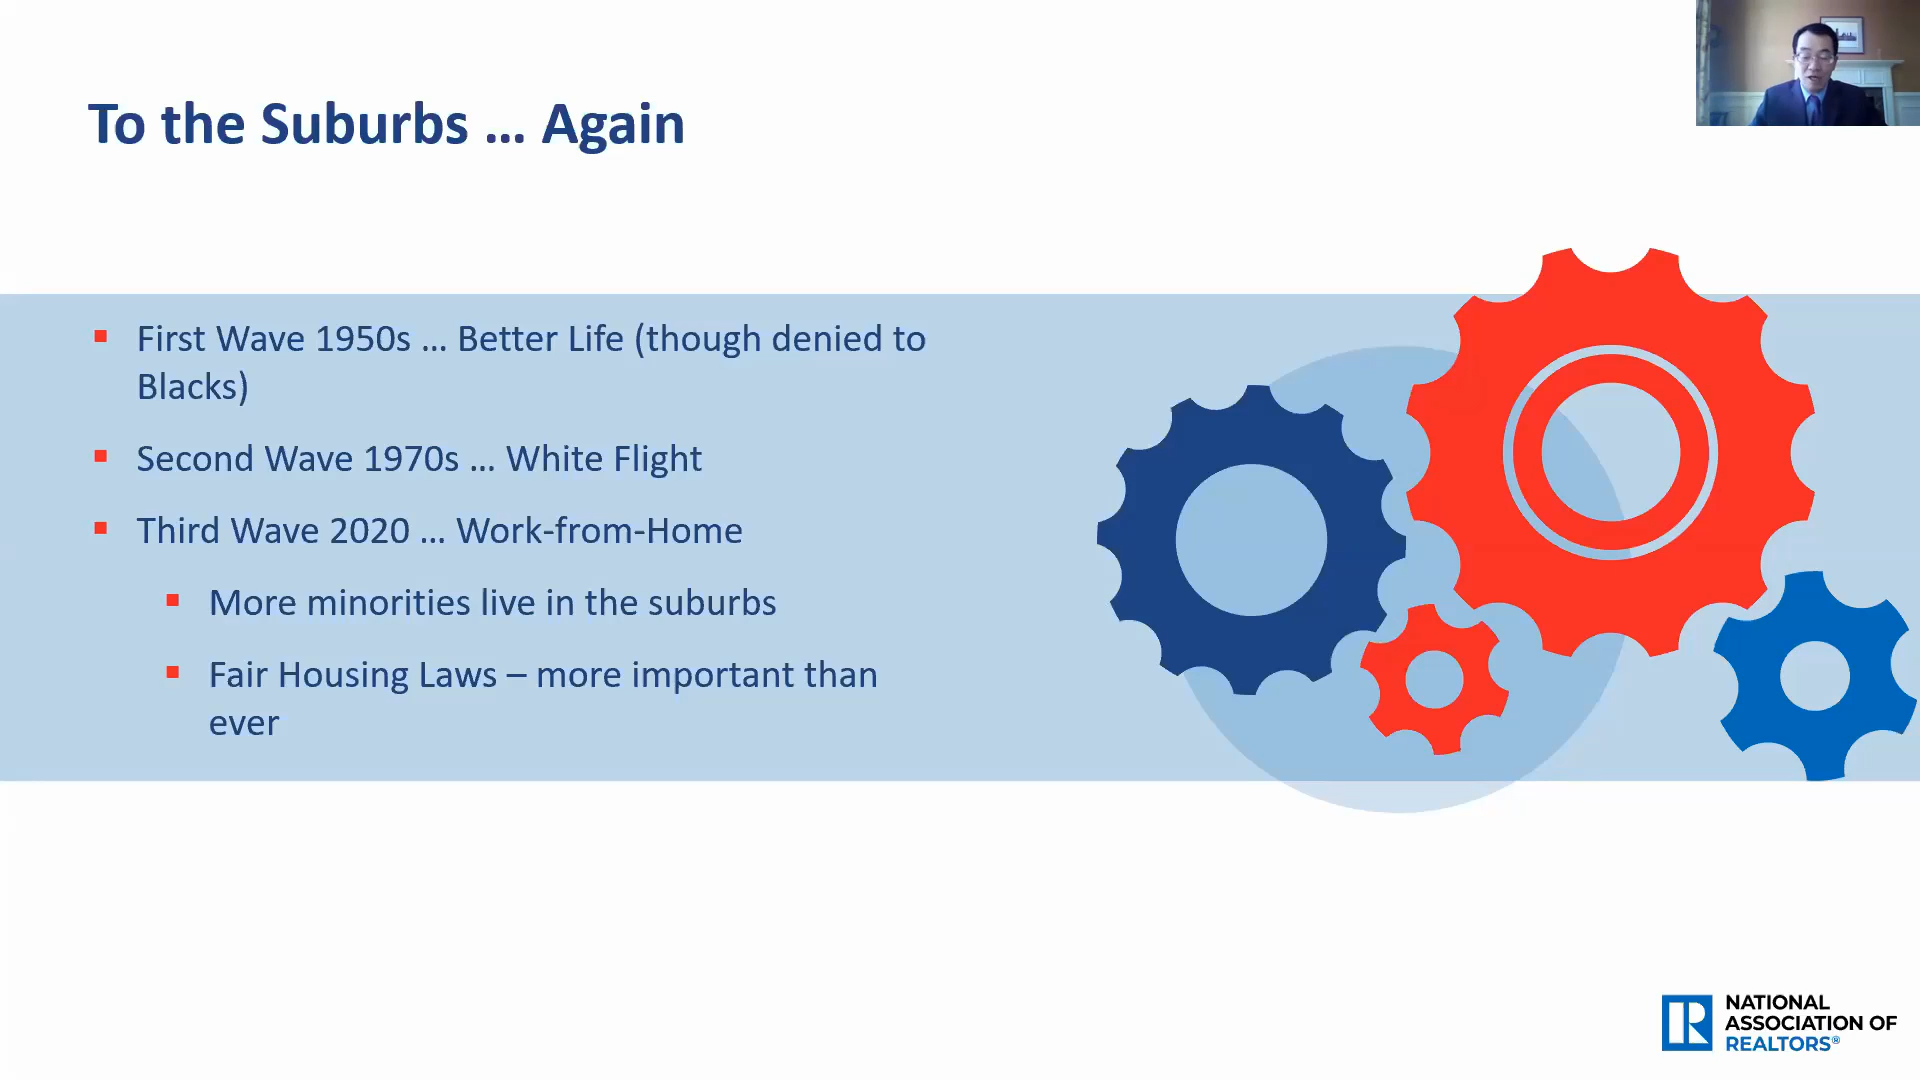 To the Suburbs … Again
First Wave 1950s … Better Life (though denied to
Blacks)
Second Wave 1970s … White Flight
Third Wave 2020 … Work-from-Home
More minorities live in the suburbs
Fair Housing Laws – more important than
ever
NATIONAL
ASSOCIATION OF
REALTORS®